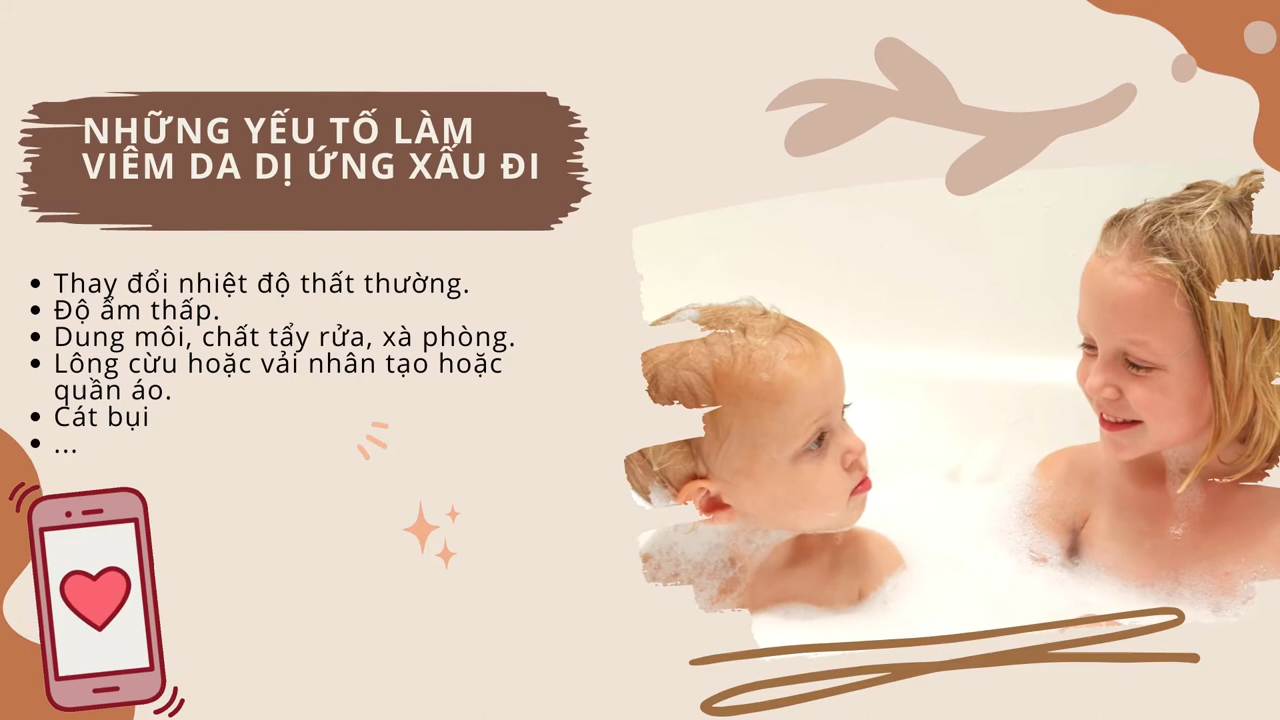 NHỮNG YẾU TỐ LÀM
VIÊM DA DỊ ỨNG XẤU ĐI
• Thay đổi nhiệt độ thất thường.
• Độ ẩm thấp.
• Dung môi, chất tẩy rửa, xà phòng.
• Lông cừu hoặc vải nhân tạo hoặc
quần áo.
• Cát bụi
• ...